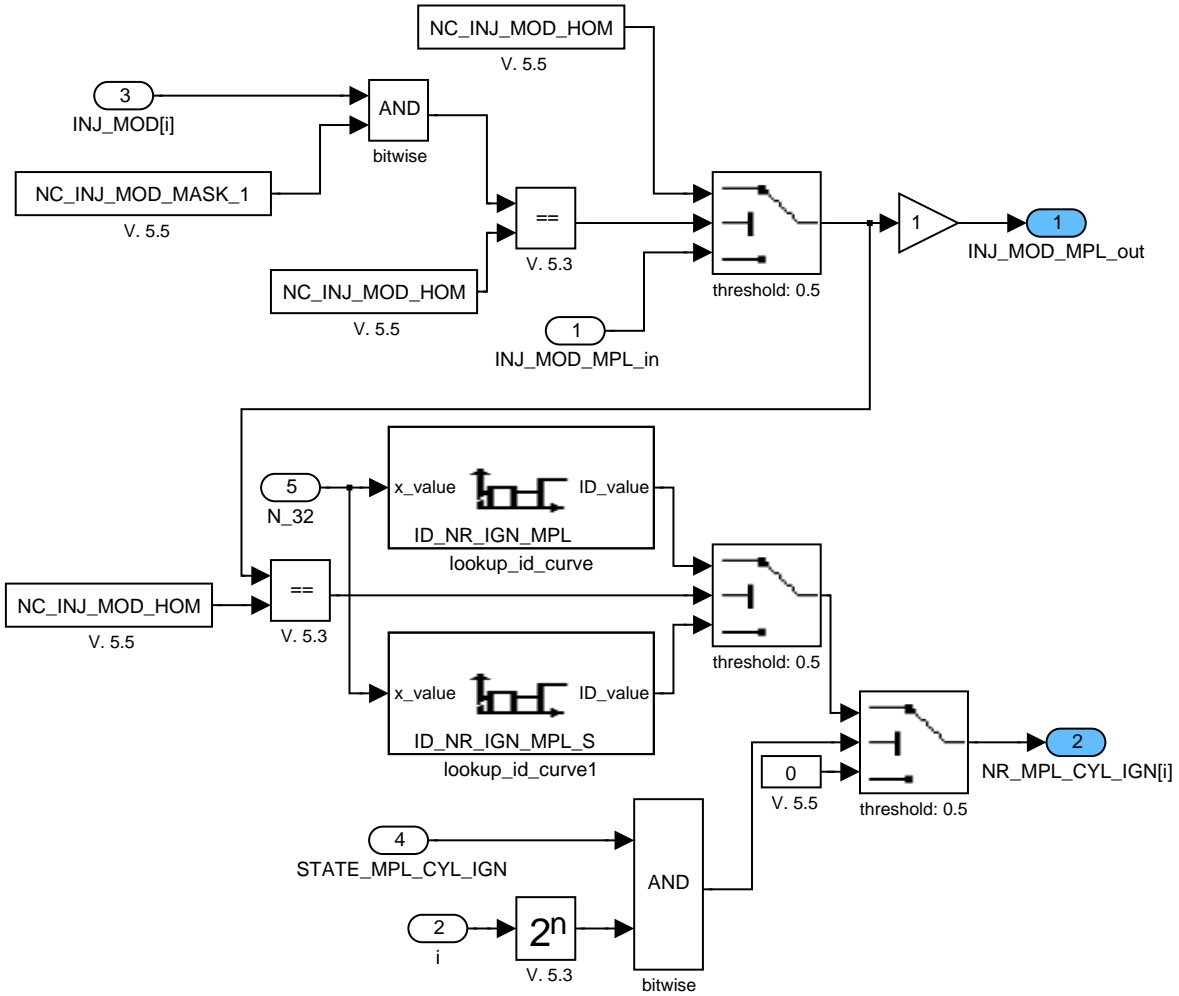 NC_INJ_MOD_HOM
V. 5.5
3
INJ_MOD[i]
AND
bitwise
NC_INJ_MOD_MASK_1
V. 5.5
==
V. 5.3
NC_INJ_MOD_HOM
V. 5.5
1
INJ_MOD_MPL_in
threshold: 0.5
1
1
INJ_MOD_MPL_out
5
N_32
x_value
ID_value
ID_NR_IGN_MPL
lookup_id_curve
NC_INJ_MOD_HOM
V. 5.5
==
V. 5.3
x_value
ID_value
ID_NR_IGN_MPL_S
lookup_id_curve1
threshold: 0.5
0
V. 5.5
threshold: 0.5
2
NR_MPL_CYL_IGN[i]
4
STATE_MPL_CYL_IGN
AND
bitwise
2
i
2n
V. 5.3